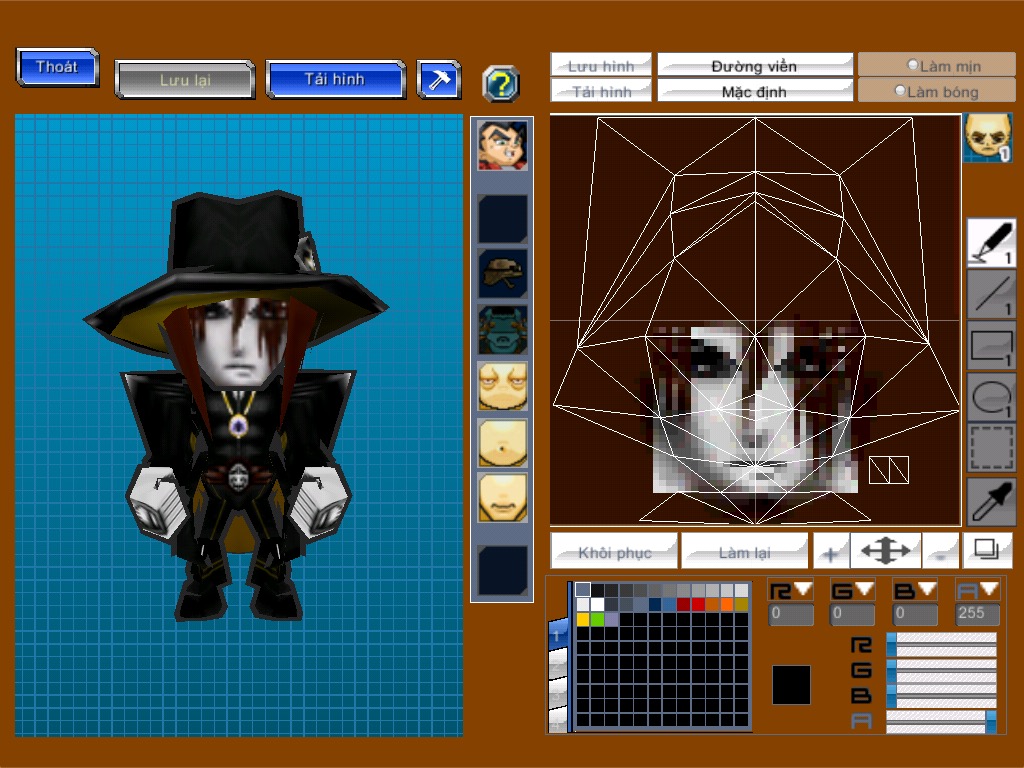 Thoát
Lưu lại
Tải hình
?
Lưu hình
Đường viền
Làm mịn
Tải hình
Mặc định
Làm bóng
1
1
1
1
1
Khôi phục
Làm lại
R
G
B
A
0
0
0
255
1
R
G
B
A